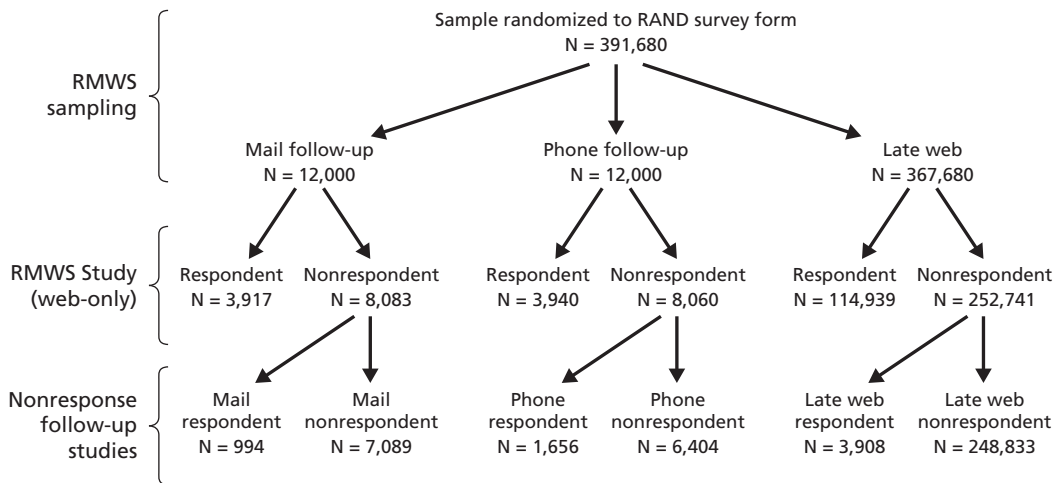 Sample randomized to RAND survey form
N = 391,680
RMWS
sampling
Mail follow-up
N = 12,000
Phone follow-up
N = 12,000
Late web
N = 367,680
RMWS Study
(web-only)
Respondent
N = 3,917
Nonrespondent
N = 8,083
Respondent
N = 3,940
Nonrespondent
N = 8,060
Respondent
N = 114,939
Nonrespondent
N = 252,741
Nonresponse
follow-up
studies
Mail
respondent
N = 994
Mail
nonrespondent
N = 7,089
Phone
respondent
N = 1,656
Phone
nonrespondent
N = 6,404
Late web
respondent
N = 3,908
Late web
nonrespondent
N = 248,833